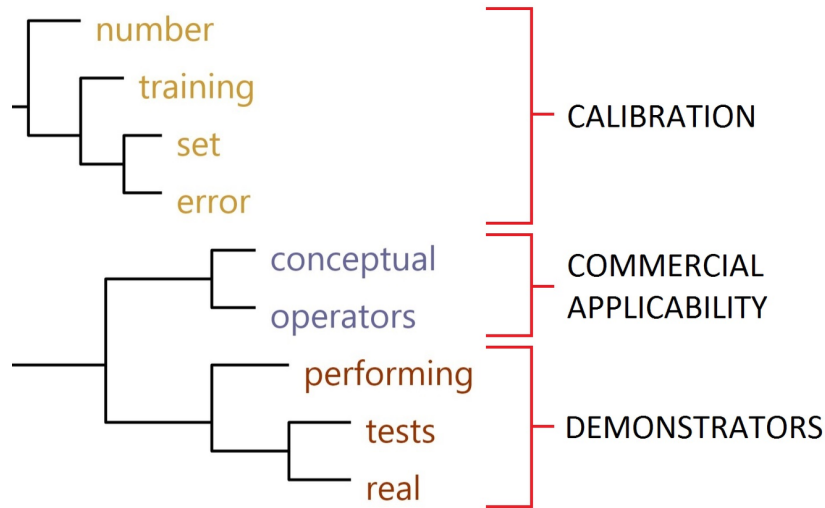 number
training
set
error
CALIBRATION
conceptual
operators
COMMERCIAL
APPLICABILITY
performing
tests
real
DEMONSTRATORS